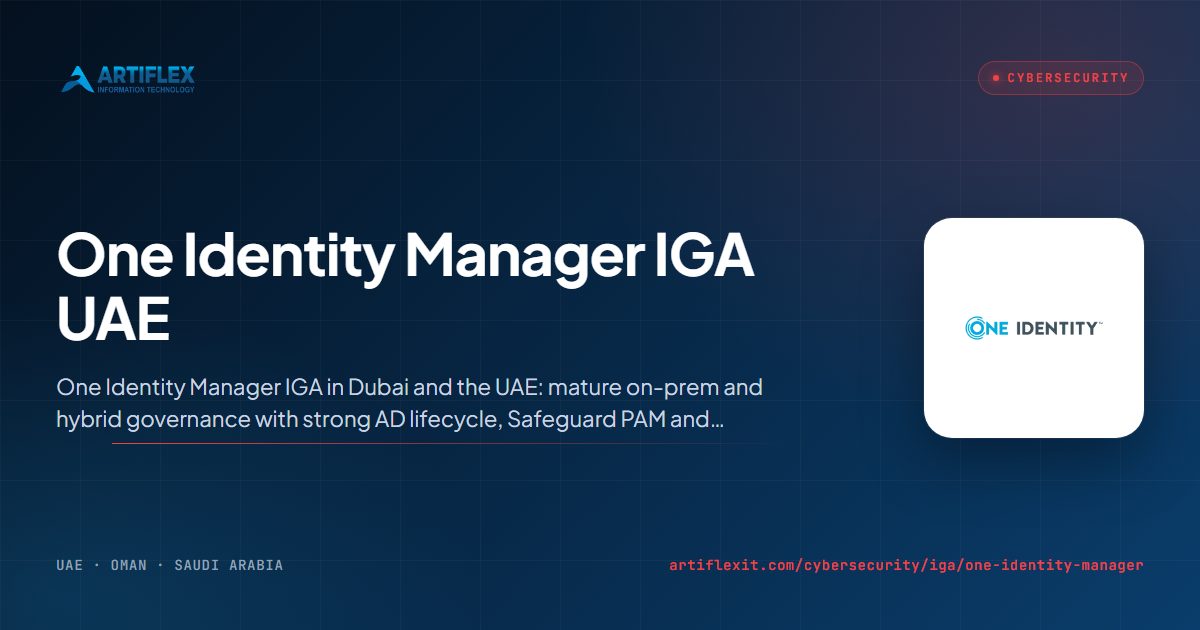 ARTIFLEX
INFORMATION TECHNOLOGY
CYBERSECURITY
One Identity Manager IGA
UAE
One Identity Manager IGA in Dubai and the UAE: mature on-prem and
hybrid governance with strong AD lifecycle, Safeguard PAM and…
ONE IDENTITY™
UAE · OMAN · SAUDI ARABIA
artiflexit.com/cybersecurity/iga/one-identity-manager